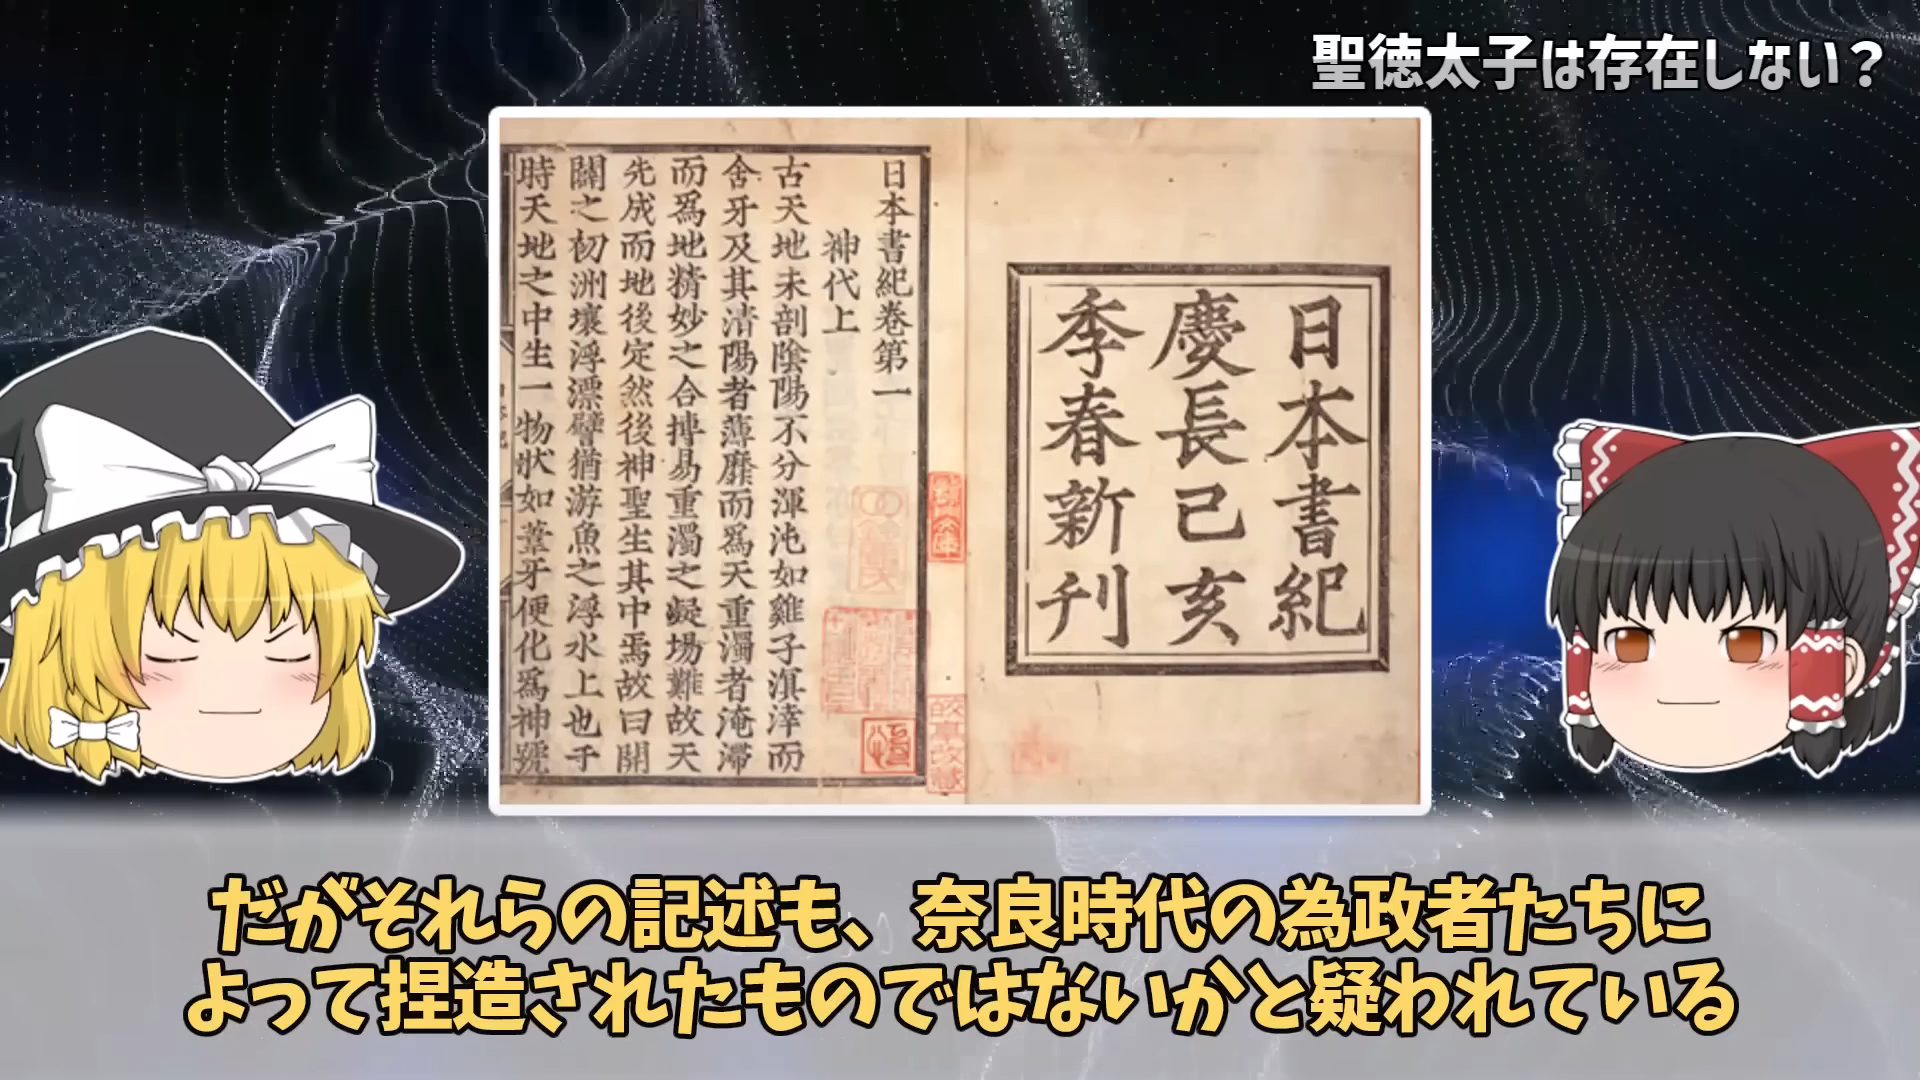 聖徳太子は存在しない？
日本書紀
慶長己亥
季春新刊
日本書紀巻第一
神代上
古天地未剖陰陽不分渾沌如雞子溟涬而
含牙及其清陽者薄靡而為天重濁者淹滞
而爲地精妙之合摶易重濁之凝場難故天
先成而地後定然後神聖生其中焉故曰開
闢之初洲壤浮漂譬猶游魚之浮水上也于
時天地之中生一物状如葦牙便化爲神號
だがそれらの記述も、奈良時代の為政者たちに
よって捏造されたものではないかと疑われている